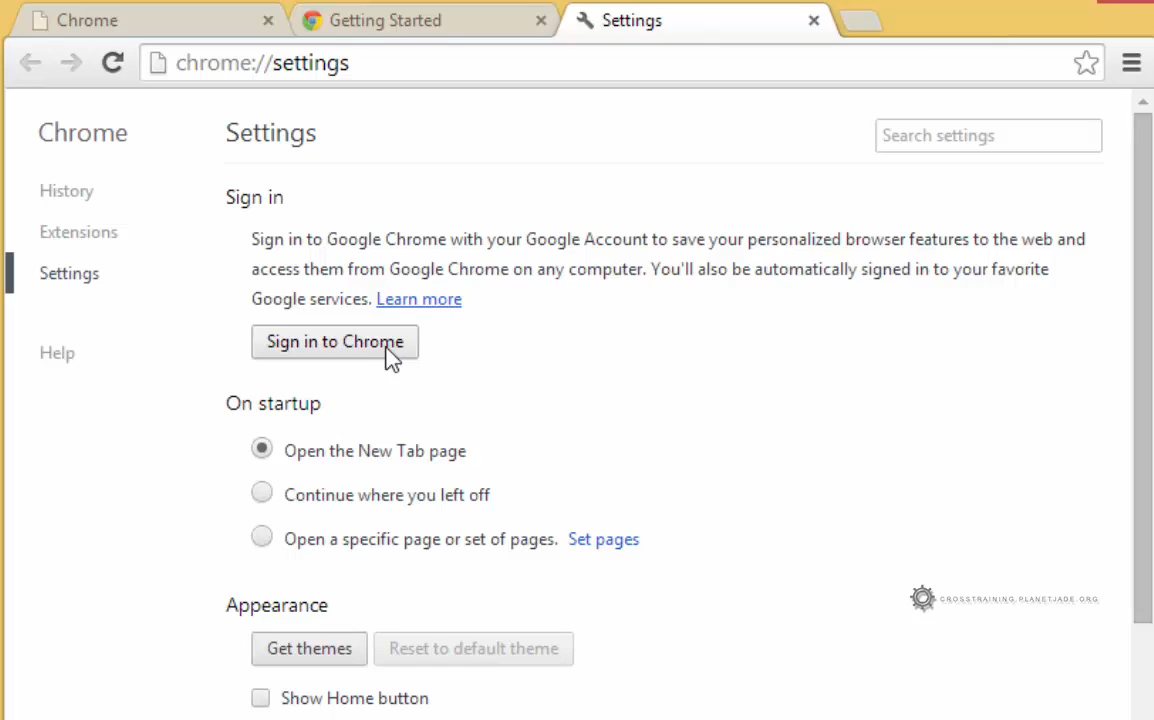 Chrome
Getting Started
Settings
chrome://settings
Chrome
Settings
Search settings
History
Extensions
Settings
Help
Sign in
Sign in to Google Chrome with your Google Account to save your personalized browser features to the web and
access them from Google Chrome on any computer. You'll also be automatically signed in to your favorite
Google services. Learn more
Sign in to Chrome
On startup
Open the New Tab page
Continue where you left off
Open a specific page or set of pages. Set pages
CROSSTRAINING.PLANETJADE.ORG
Appearance
Get themes
Reset to default theme
Show Home button